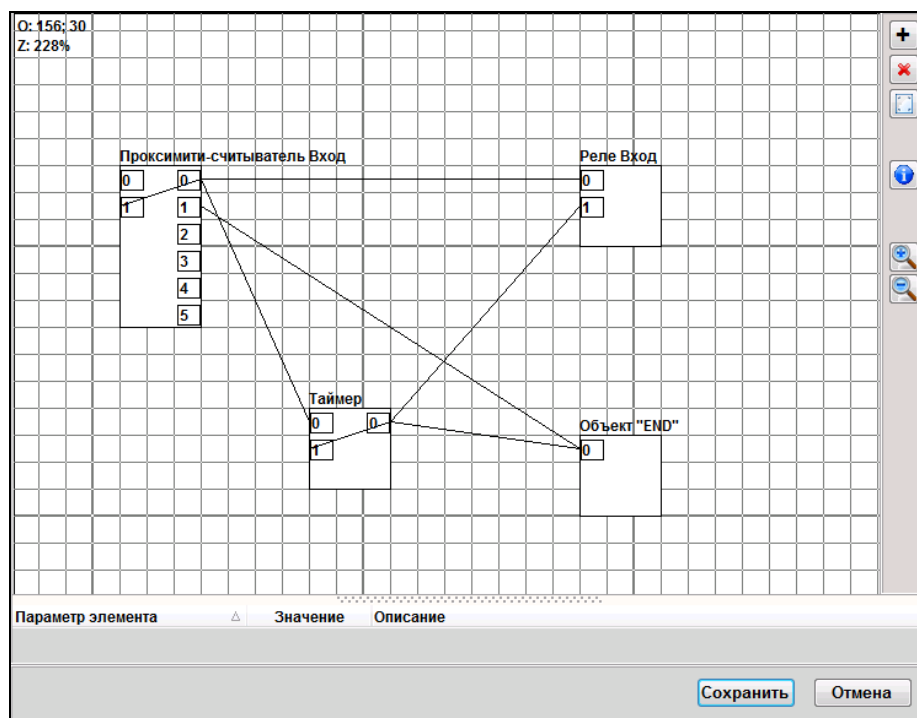 O: 156; 30
Z: 228%
Проксимити-считыватель Вход
Реле Вход
0 0 0
1 1 1
2
3
4
5
Таймер
0 0
Объект "END"
1 0
Параметр элемента Значение Описание
Сохранить Отмена